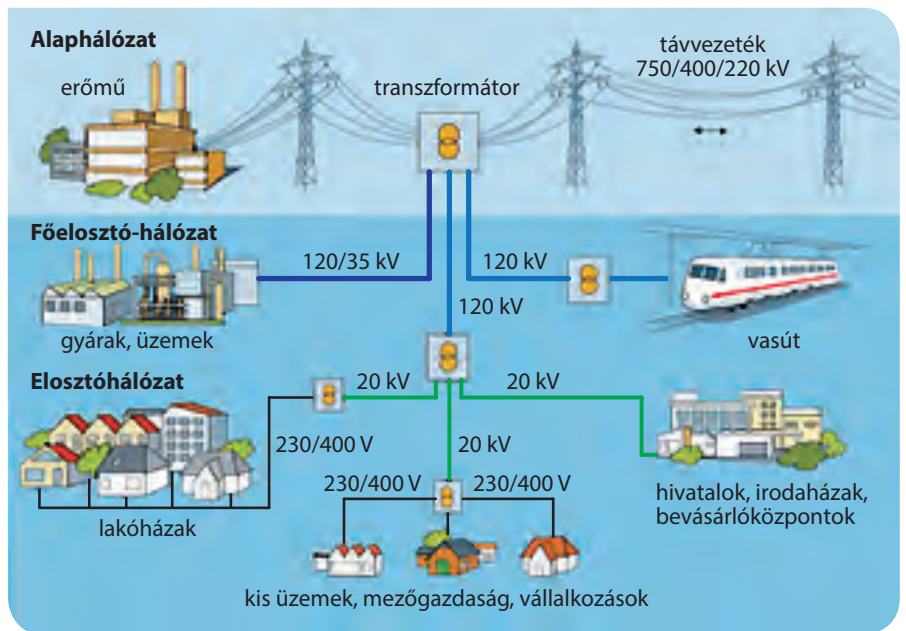 Alaphálózat
erőmű
transzformátor
távvezeték
750/400/220 kV
Főelosztó-hálózat
120/35 kV
120 kV
120 kV
gyárak, üzemek
vasút
Elosztóhálózat
20 kV
20 kV
230/400 V
20 kV
230/400 V
230/400 V
lakóházak
hivatalok, irodaházak,
bevásárlóközpontok
kis üzemek, mezőgazdaság, vállalkozások